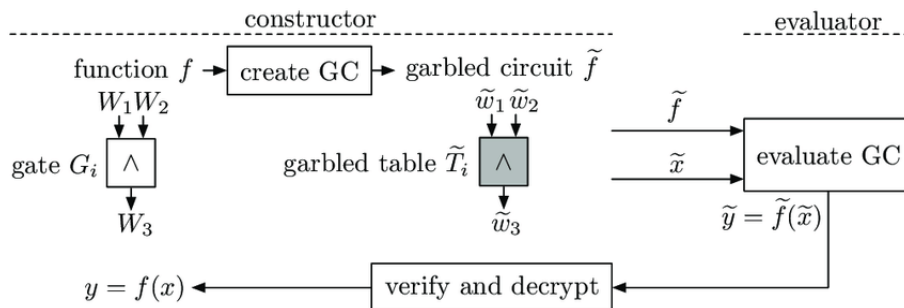 constructor evaluator
function f create GC garbled circuit f̃
W₁ W₂ w̃₁ w̃₂
gate Gᵢ ∧ garbled table T̃ᵢ ∧
W₃ w̃₃
f̃
x̃
evaluate GC
ỹ = f̃(x̃)
y = f(x) verify and decrypt